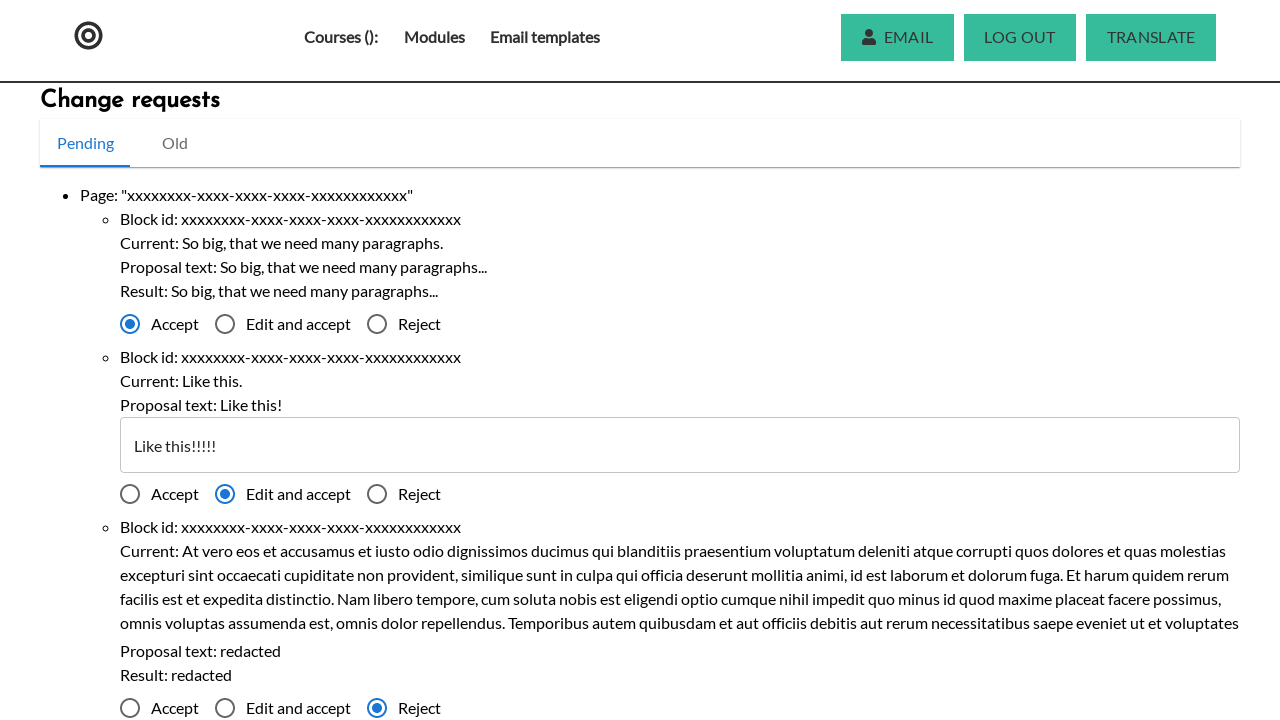 Courses ():
Modules
Email templates
EMAIL
LOG OUT
TRANSLATE
Change requests
Pending
Old
Page: "xxxxxxxx-xxxx-xxxx-xxxx-xxxxxxxxxxxx"
Block id: xxxxxxxx-xxxx-xxxx-xxxx-xxxxxxxxxxxx
Current: So big, that we need many paragraphs.
Proposal text: So big, that we need many paragraphs...
Result: So big, that we need many paragraphs...
Accept Edit and accept Reject
Block id: xxxxxxxx-xxxx-xxxx-xxxx-xxxxxxxxxxxx
Current: Like this.
Proposal text: Like this!
Like this!!!!!
Accept Edit and accept Reject
Block id: xxxxxxxx-xxxx-xxxx-xxxx-xxxxxxxxxxxx
Current: At vero eos et accusamus et iusto odio dignissimos ducimus qui blanditiis praesentium voluptatum deleniti atque corrupti quos dolores et quas molestias
excepturi sint occaecati cupiditate non provident, similique sunt in culpa qui officia deserunt mollitia animi, id est laborum et dolorum fuga. Et harum quidem rerum
facilis est et expedita distinctio. Nam libero tempore, cum soluta nobis est eligendi optio cumque nihil impedit quo minus id quod maxime placeat facere possimus,
omnis voluptas assumenda est, omnis dolor repellendus. Temporibus autem quibusdam et aut officiis debitis aut rerum necessitatibus saepe eveniet ut et voluptates
Proposal text: redacted
Result: redacted
Accept Edit and accept Reject